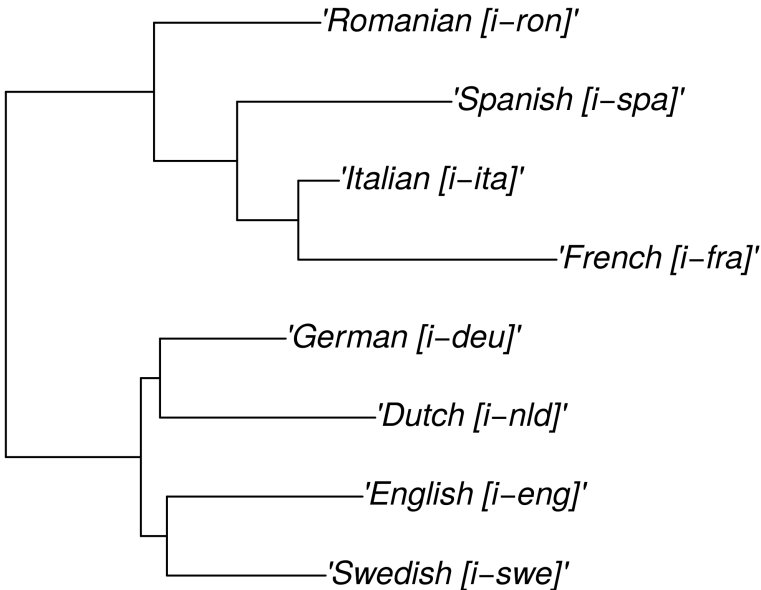 'Romanian [i−ron]'
'Spanish [i−spa]'
'Italian [i−ita]'
'French [i−fra]'
'German [i−deu]'
'Dutch [i−nld]'
'English [i−eng]'
'Swedish [i−swe]'